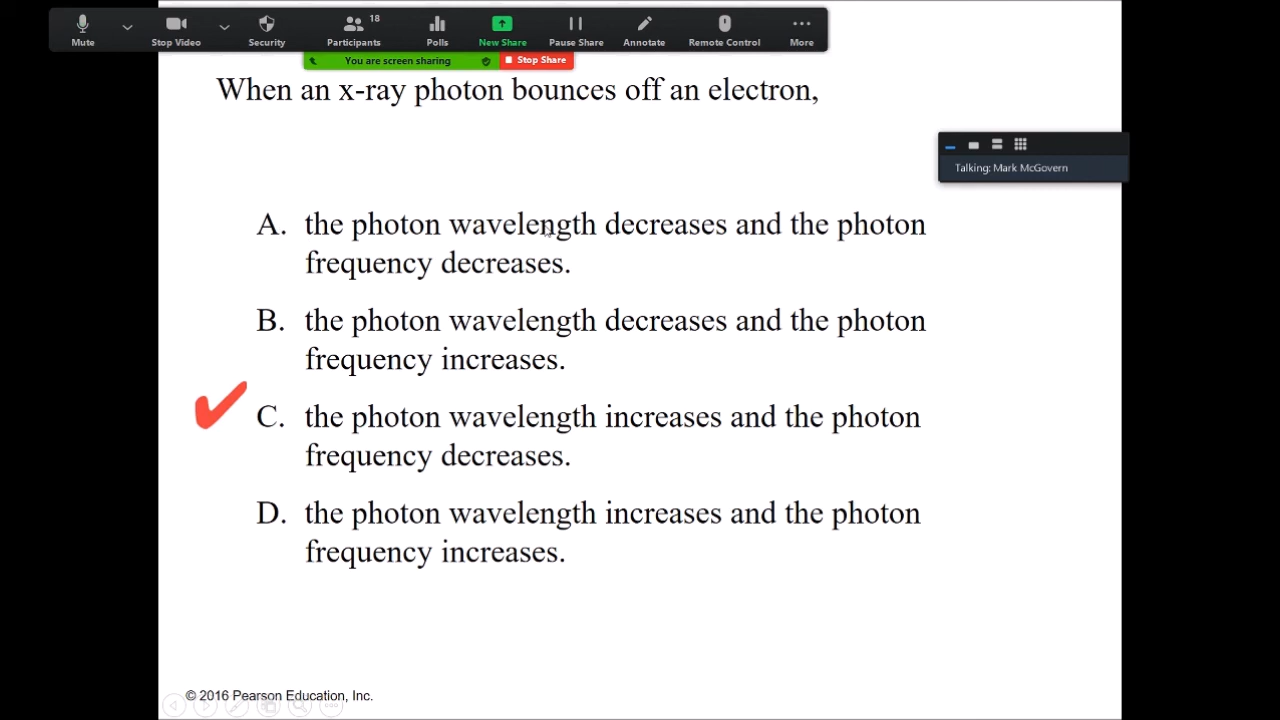 18
Mute
Stop Video
Security
Participants
Polls
New Share
Pause Share
Annotate
Remote Control
More
You are screen sharing
Stop Share
When an x-ray photon bounces off an electron,
Talking: Mark McGovern
A. the photon wavelength decreases and the photon
frequency decreases.
B. the photon wavelength decreases and the photon
frequency increases.
C. the photon wavelength increases and the photon
frequency decreases.
D. the photon wavelength increases and the photon
frequency increases.
© 2016 Pearson Education, Inc.